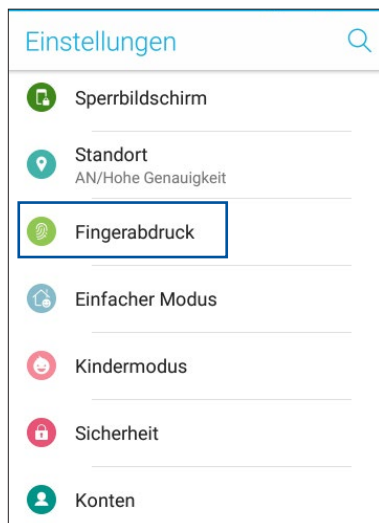 Einstellungen
Sperrbildschirm
Standort
AN/Hohe Genauigkeit
Fingerabdruck
Einfacher Modus
Kindermodus
Sicherheit
Konten